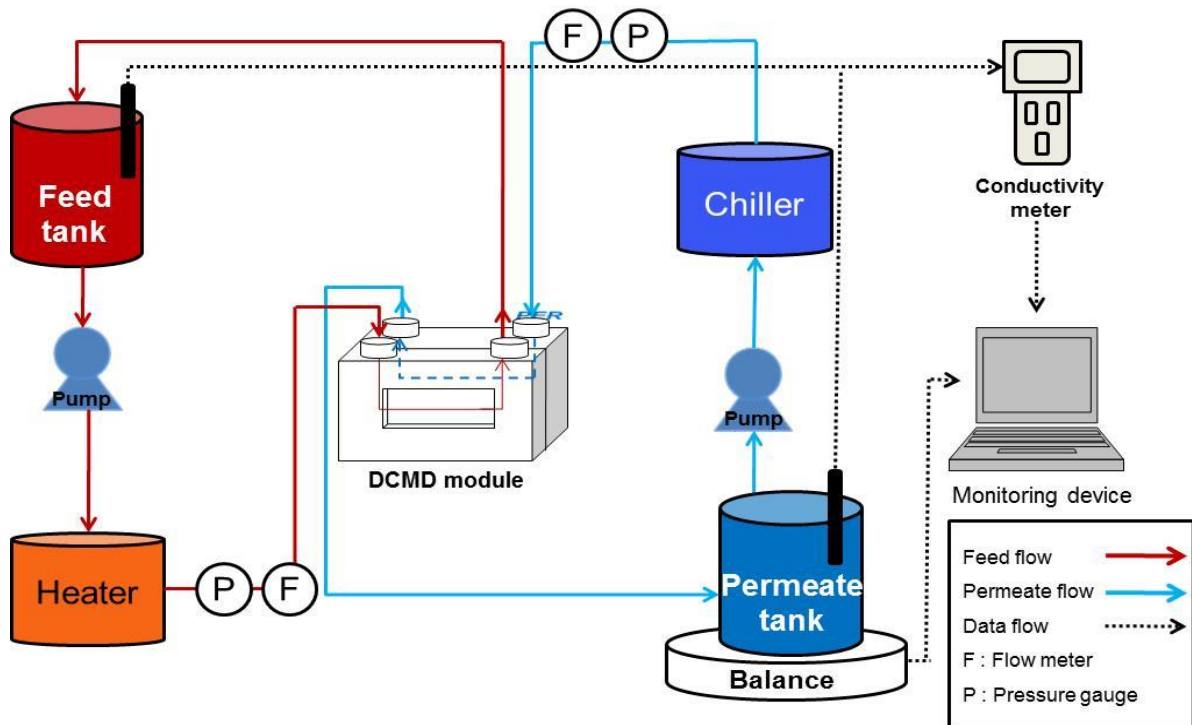 F
P
Feed
tank
Chiller
Conductivity
meter
PER
Pump
Pump
DCMD module
Monitoring device
Heater
P
F
Permeate
tank
Balance
Feed flow
Permeate flow
Data flow
F : Flow meter
P : Pressure gauge